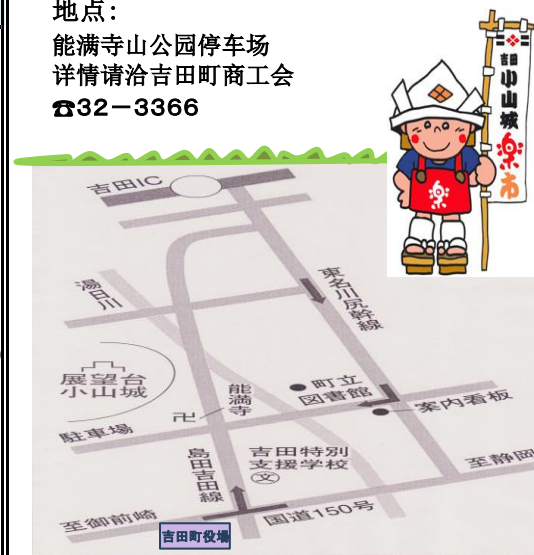 地点：
能满寺山公园停车场
详情请洽吉田町商工会
☎32－3366
吉田
小山城
楽市
楽
吉田IC
湯日川
東名川尻幹線
展望台
小山城
能満寺
卍
町立
図書館
案内看板
駐車場
島田吉田線
吉田特別
支援学校
文
至静岡
至御前崎
国道150号
吉田町役場